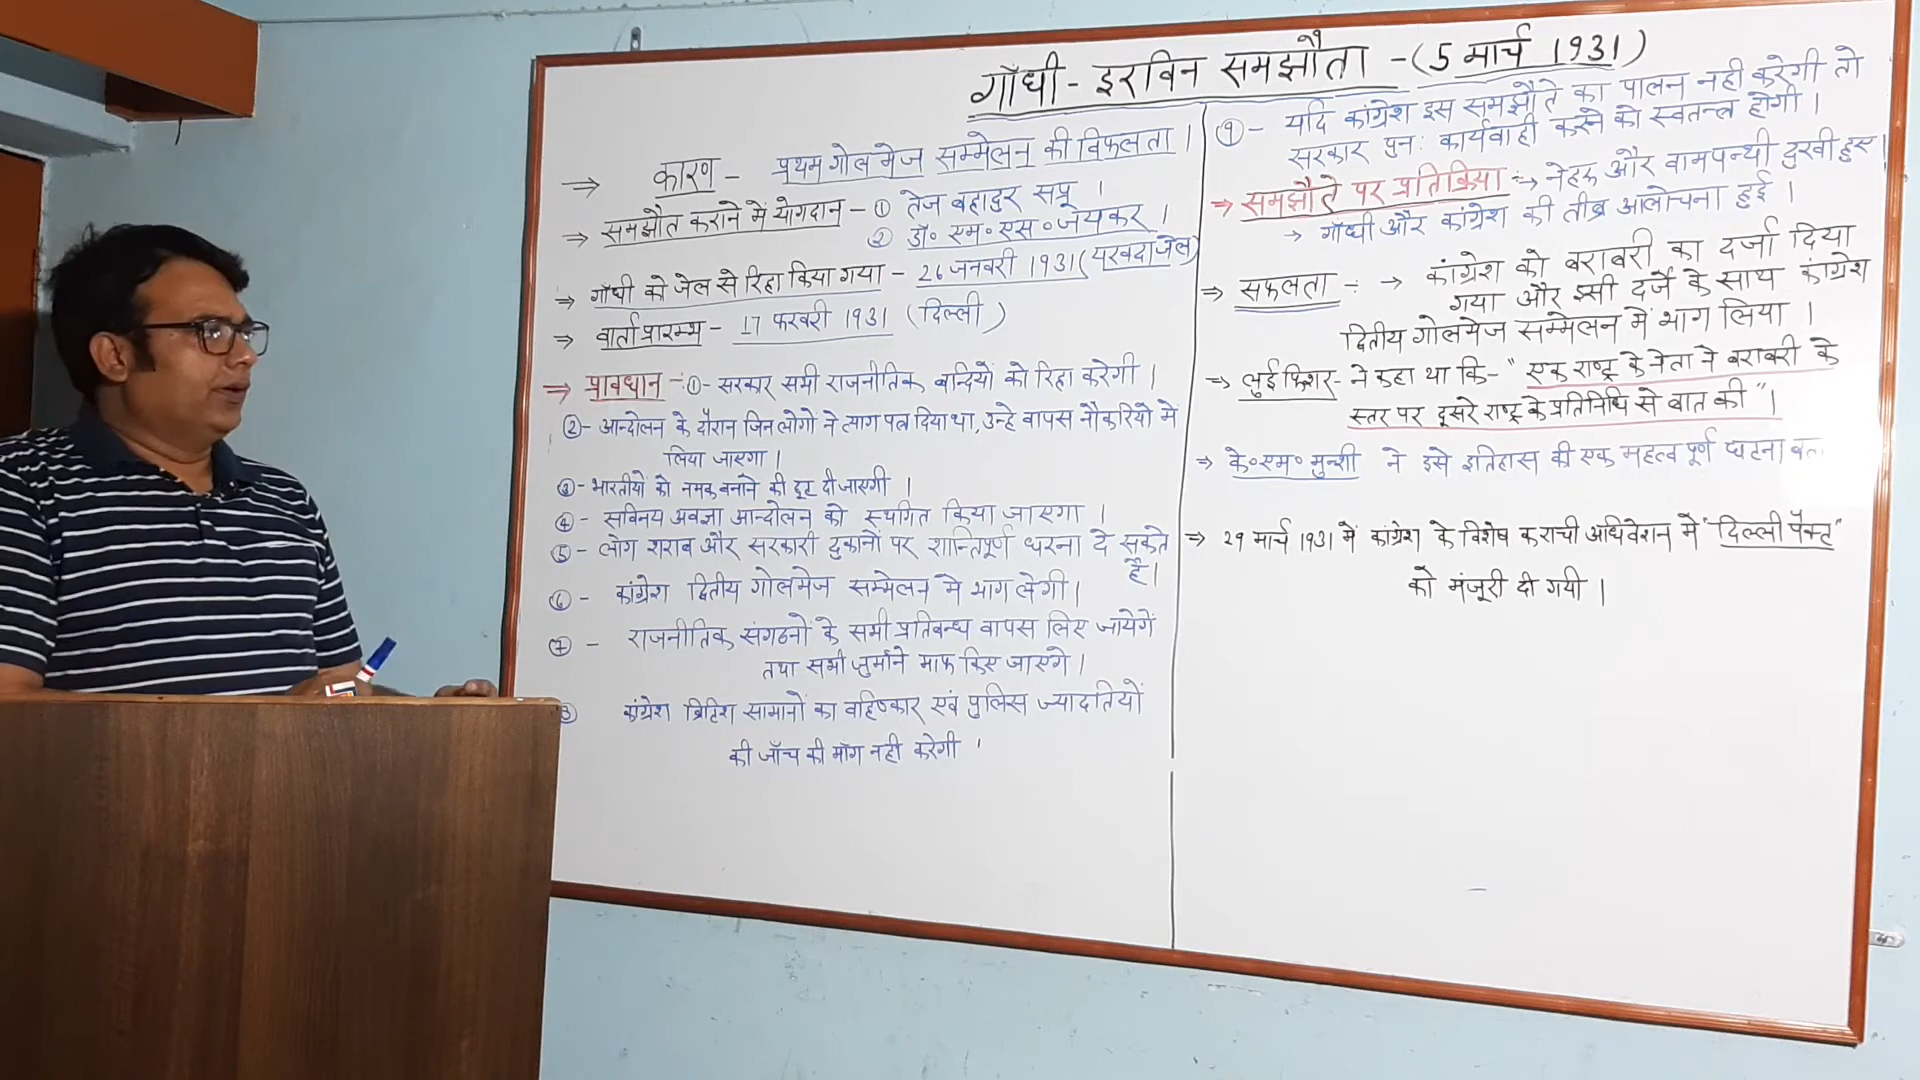 गाँधी - इरविन समझौता - (5 मार्च 1931)
⇒ कारण - प्रथम गोलमेज सम्मेलन की विफलता ।
⇒ समझौत कराने में योगदान - ① तेज बहादुर सप्रू ।
② डॉ॰ एम॰ एस॰ जयकर ।
⇒ गाँधी को जेल से रिहा किया गया - 26 जनवरी 1931 (यरवदा जेल)
⇒ वार्ता प्रारम्भ - 17 फरवरी 1931 (दिल्ली)
⇒ प्रावधान - ① - सरकार सभी राजनीतिक बन्दियों को रिहा करेगी ।
② - आन्दोलन के दौरान जिन लोगो ने त्याग पत्र दिया था, उन्हे वापस नौकरियो में
लिया जाएगा ।
③ - भारतीयो को नमक बनाने की छूट दी जाएगी ।
④ - सविनय अवज्ञा आन्दोलन को स्थगित किया जाएगा ।
⑤ - लोग शराब और सरकारी दुकानों पर शान्तिपूर्ण धरना दे सकते
है ।
⑥ - कांग्रेश द्वितीय गोलमेज सम्मेलन मे भाग लेगी ।
⑦ - राजनीतिक संगठनों के सभी प्रतिबन्ध वापस लिए जायेगें
तथा सभी जुर्माने माफ किए जाएगे ।
⑧ कांग्रेश ब्रिटिश सामानों का बहिष्कार एवं पुलिस ज्यादतियों
की जाँच की माँग नही करेगी ।
⑨ - यदि कांग्रेश इस समझौते का पालन नही करेगी तो
सरकार पुनः कार्यवाही करने को स्वतन्त्र होगी ।
⇒ समझौते पर प्रतिक्रिया ⇒ नेहरू और वामपन्थी दुखी हुए ।
→ गाँधी और कांग्रेश की तीव्र आलोचना हुई ।
⇒ सफलता :- → कांग्रेश को बराबरी का दर्जा दिया
गया और इसी दर्जे के साथ कांग्रेश
द्वितीय गोलमेज सम्मेलन में भाग लिया ।
⇒ लुई फिशर - ने कहा था कि - " एक राष्ट्र के नेता ने बराबरी के
स्तर पर दूसरे राष्ट्र के प्रतिनिधि से बात की " ।
⇒ के॰एम॰ मुन्शी ने इसे इतिहास की एक महत्व पूर्ण घटना
⇒ 29 मार्च 1931 में कांग्रेश के विशेष कराची अधिवेशन में "दिल्ली पैक्ट"
को मंजूरी दी गयी ।